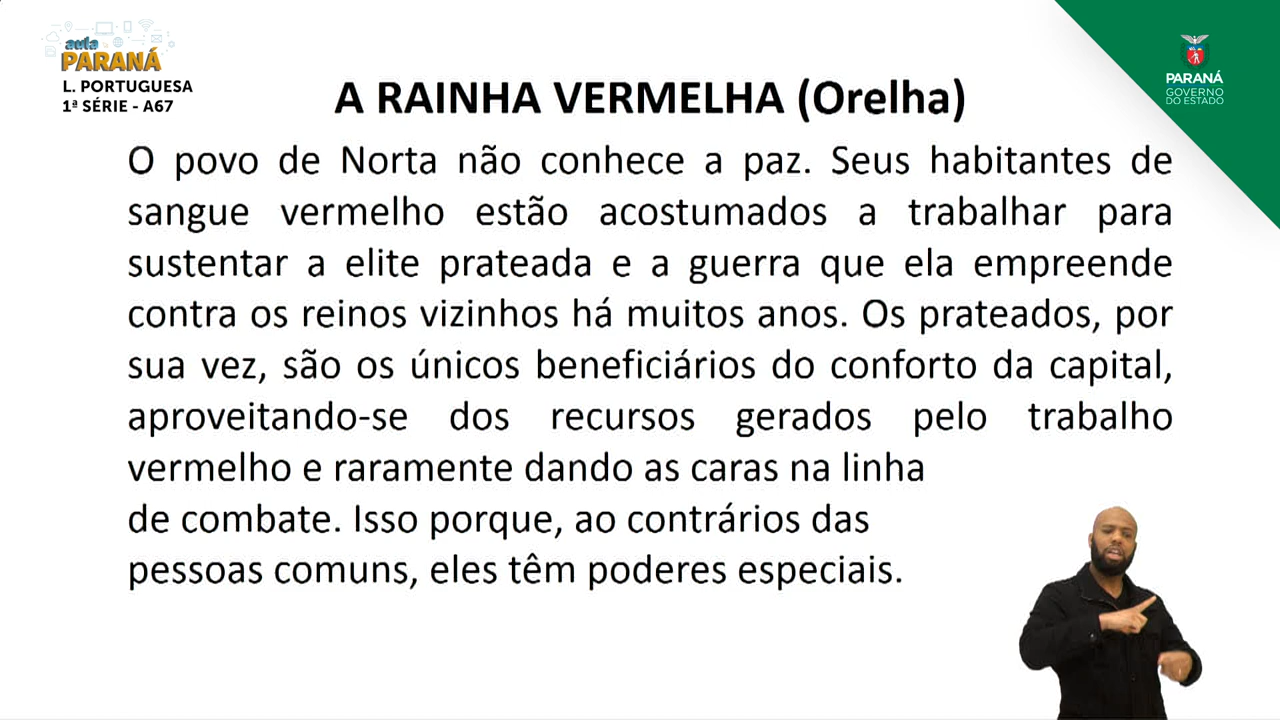 aula
PARANÁ
L. PORTUGUESA
1ª SÉRIE - A67
PARANÁ
GOVERNO
DO ESTADO
A RAINHA VERMELHA (Orelha)
O povo de Norta não conhece a paz. Seus habitantes de
sangue vermelho estão acostumados a trabalhar para
sustentar a elite prateada e a guerra que ela empreende
contra os reinos vizinhos há muitos anos. Os prateados, por
sua vez, são os únicos beneficiários do conforto da capital,
aproveitando-se dos recursos gerados pelo trabalho
vermelho e raramente dando as caras na linha
de combate. Isso porque, ao contrários das
pessoas comuns, eles têm poderes especiais.